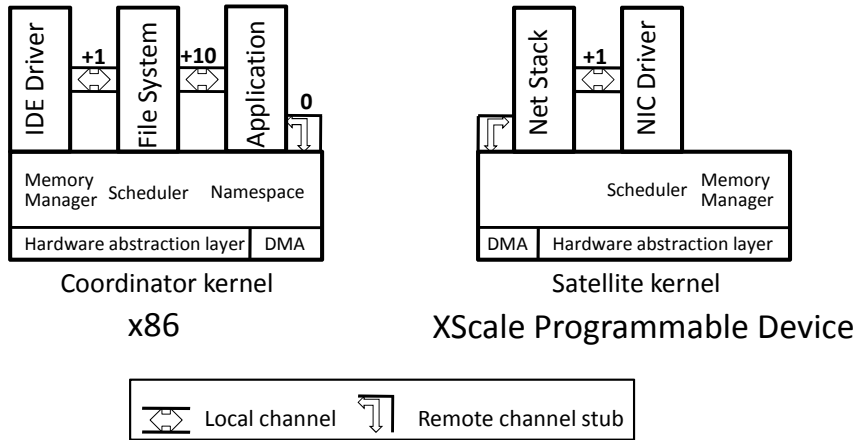 IDE Driver
+1
File System
+10
Application
0
Net Stack
+1
NIC Driver
Memory
Manager
Scheduler
Namespace
Scheduler
Memory
Manager
Hardware abstraction layer
DMA
DMA
Hardware abstraction layer
Coordinator kernel
Satellite kernel
x86
XScale Programmable Device
Local channel
Remote channel stub